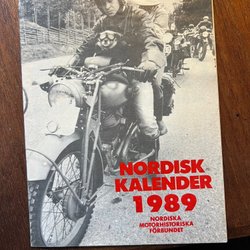 NORDISK
KALENDER
1989
NORDISKA
MOTORHISTORISKA
FÖRBUNDET